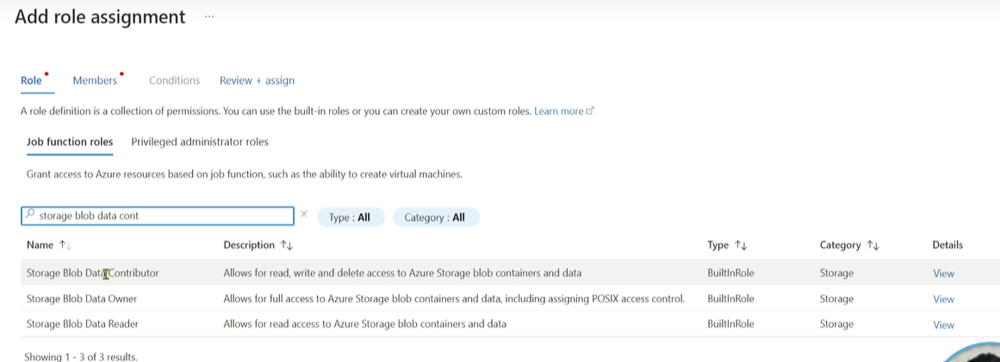 Add role assignment ...
Role Members Conditions Review + assign
A role definition is a collection of permissions. You can use the built-in roles or you can create your own custom roles. Learn more
Job function roles Privileged administrator roles
Grant access to Azure resources based on job function, such as the ability to create virtual machines.
storage blob data cont × Type : All Category : All
Name ↑↓ Description ↑↓ Type ↑↓ Category ↑↓ Details
Storage Blob Data Contributor Allows for read, write and delete access to Azure Storage blob containers and data BuiltInRole Storage View
Storage Blob Data Owner Allows for full access to Azure Storage blob containers and data, including assigning POSIX access control. BuiltInRole Storage View
Storage Blob Data Reader Allows for read access to Azure Storage blob containers and data BuiltInRole Storage View
Showing 1 - 3 of 3 results.